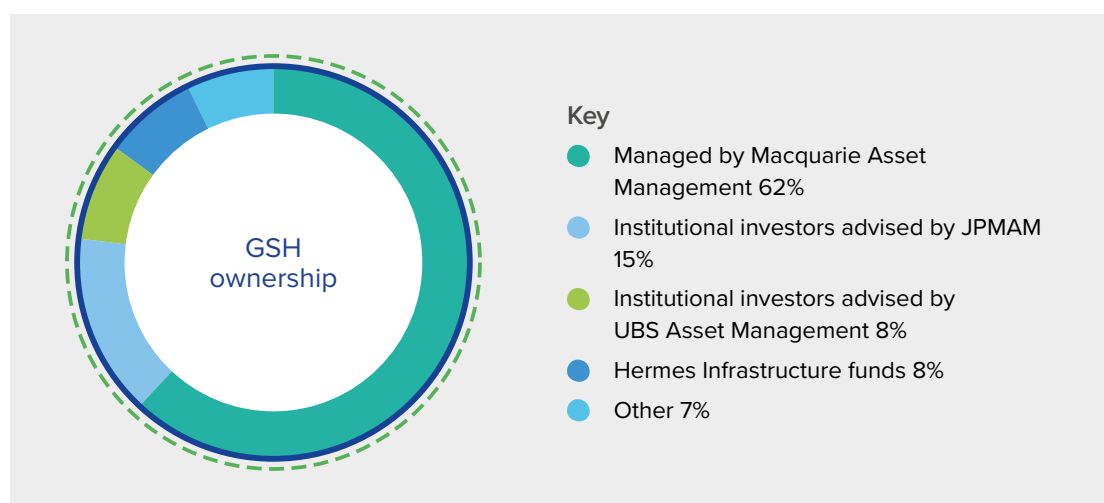 GSH
ownership
Key
Managed by Macquarie Asset
Management 62%
Institutional investors advised by JPMAM
15%
Institutional investors advised by
UBS Asset Management 8%
Hermes Infrastructure funds 8%
Other 7%